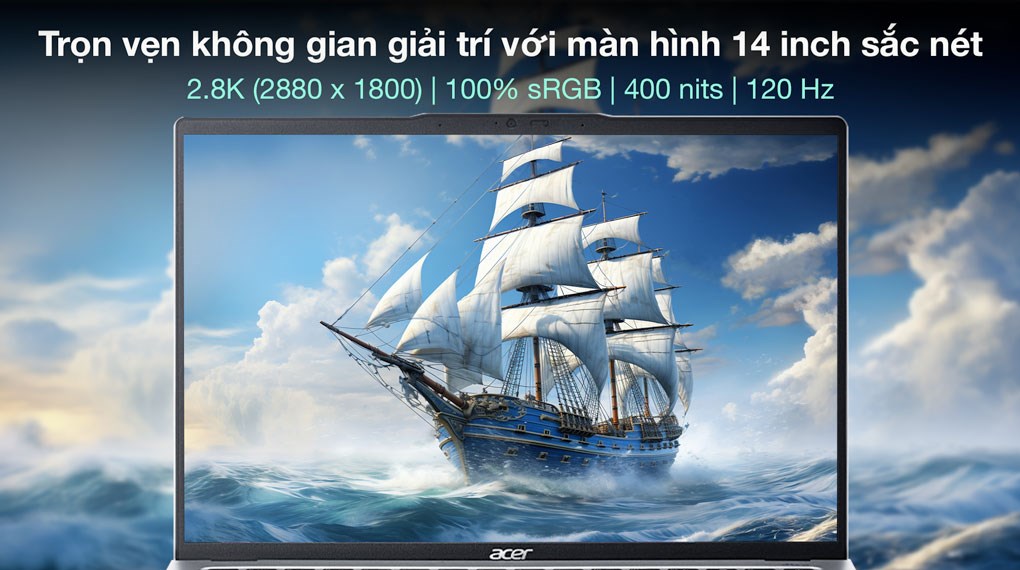 Trọn vẹn không gian giải trí với màn hình 14 inch sắc nét
2.8K (2880 x 1800) | 100% sRGB | 400 nits | 120 Hz
acer